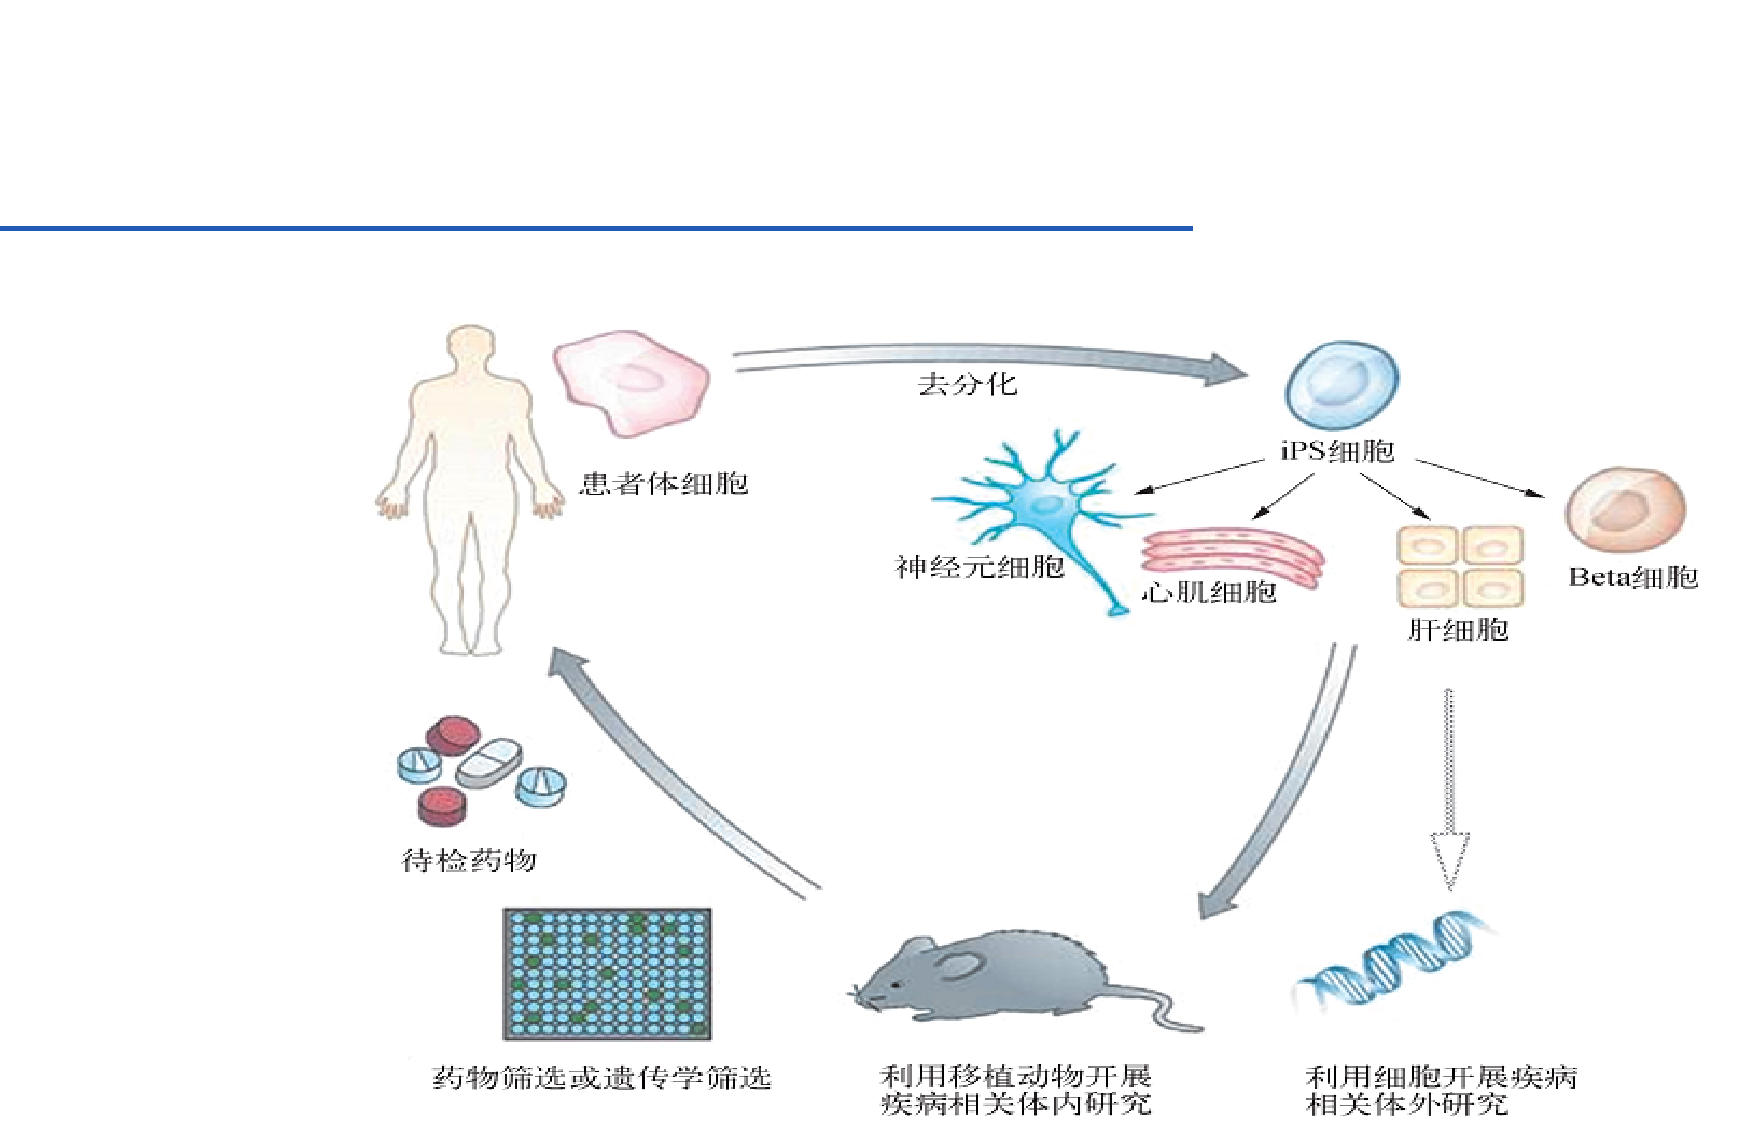 去分化
iPS细胞
患者体细胞
神经元细胞
心肌细胞
Beta细胞
肝细胞
待检药物
药物筛选或遗传学筛选
利用移植动物开展
疾病相关体内研究
利用细胞开展疾病
相关体外研究